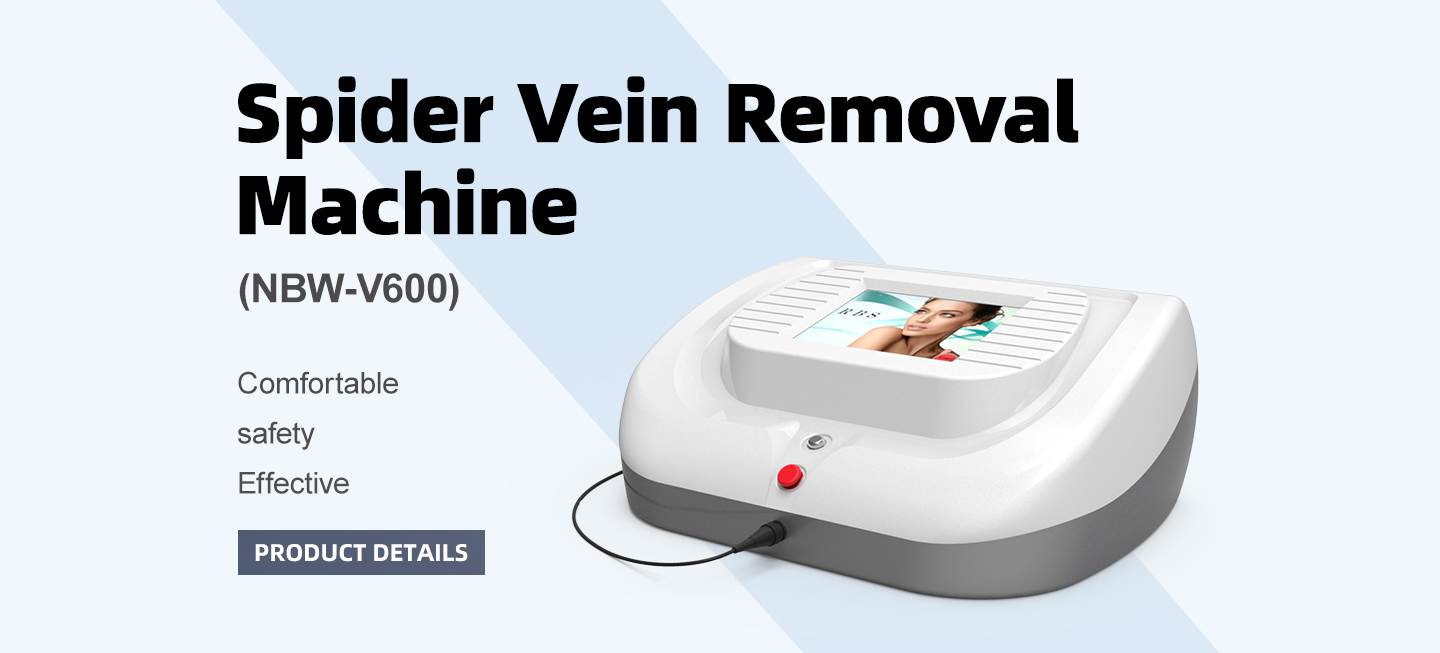 Spider Vein Removal
Machine
(NBW-V600)
Comfortable
safety
Effective
PRODUCT DETAILS
RBS